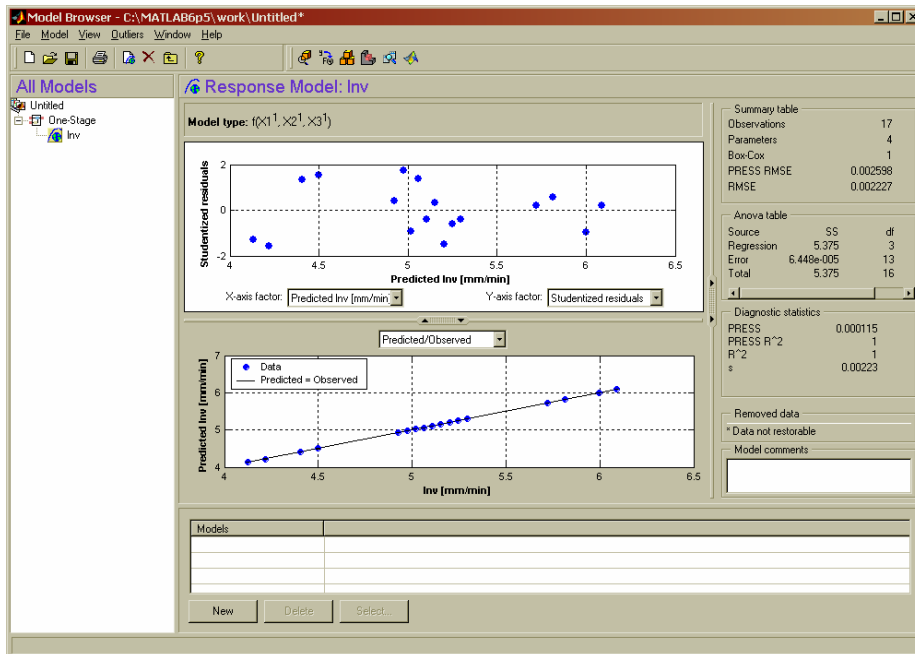 Model Browser - C:\MATLAB6p5\work\Untitled*
File Model View Outliers Window Help
All Models
Untitled
One-Stage
Inv
Response Model: Inv
Model type: f(X1^1, X2^1, X3^1)
Studentized residuals
2
0
-2
4 4.5 5 5.5 6 6.5
Predicted Inv [mm/min]
X-axis factor: Predicted Inv [mm/min] Y-axis factor: Studentized residuals
Predicted/Observed
Predicted Inv [mm/min]
7
6
5
4
Data
Predicted = Observed
4 4.5 5 5.5 6 6.5
Inv [mm/min]
Summary table
Observations 17
Parameters 4
Box-Cox 1
PRESS RMSE 0.002598
RMSE 0.002227
Anova table
Source SS df
Regression 5.375 3
Error 6.448e-005 13
Total 5.375 16
Diagnostic statistics
PRESS 0.000115
PRESS R^2 1
R^2 1
s 0.00223
Removed data
* Data not restorable
Model comments
Models
New Delete Select...